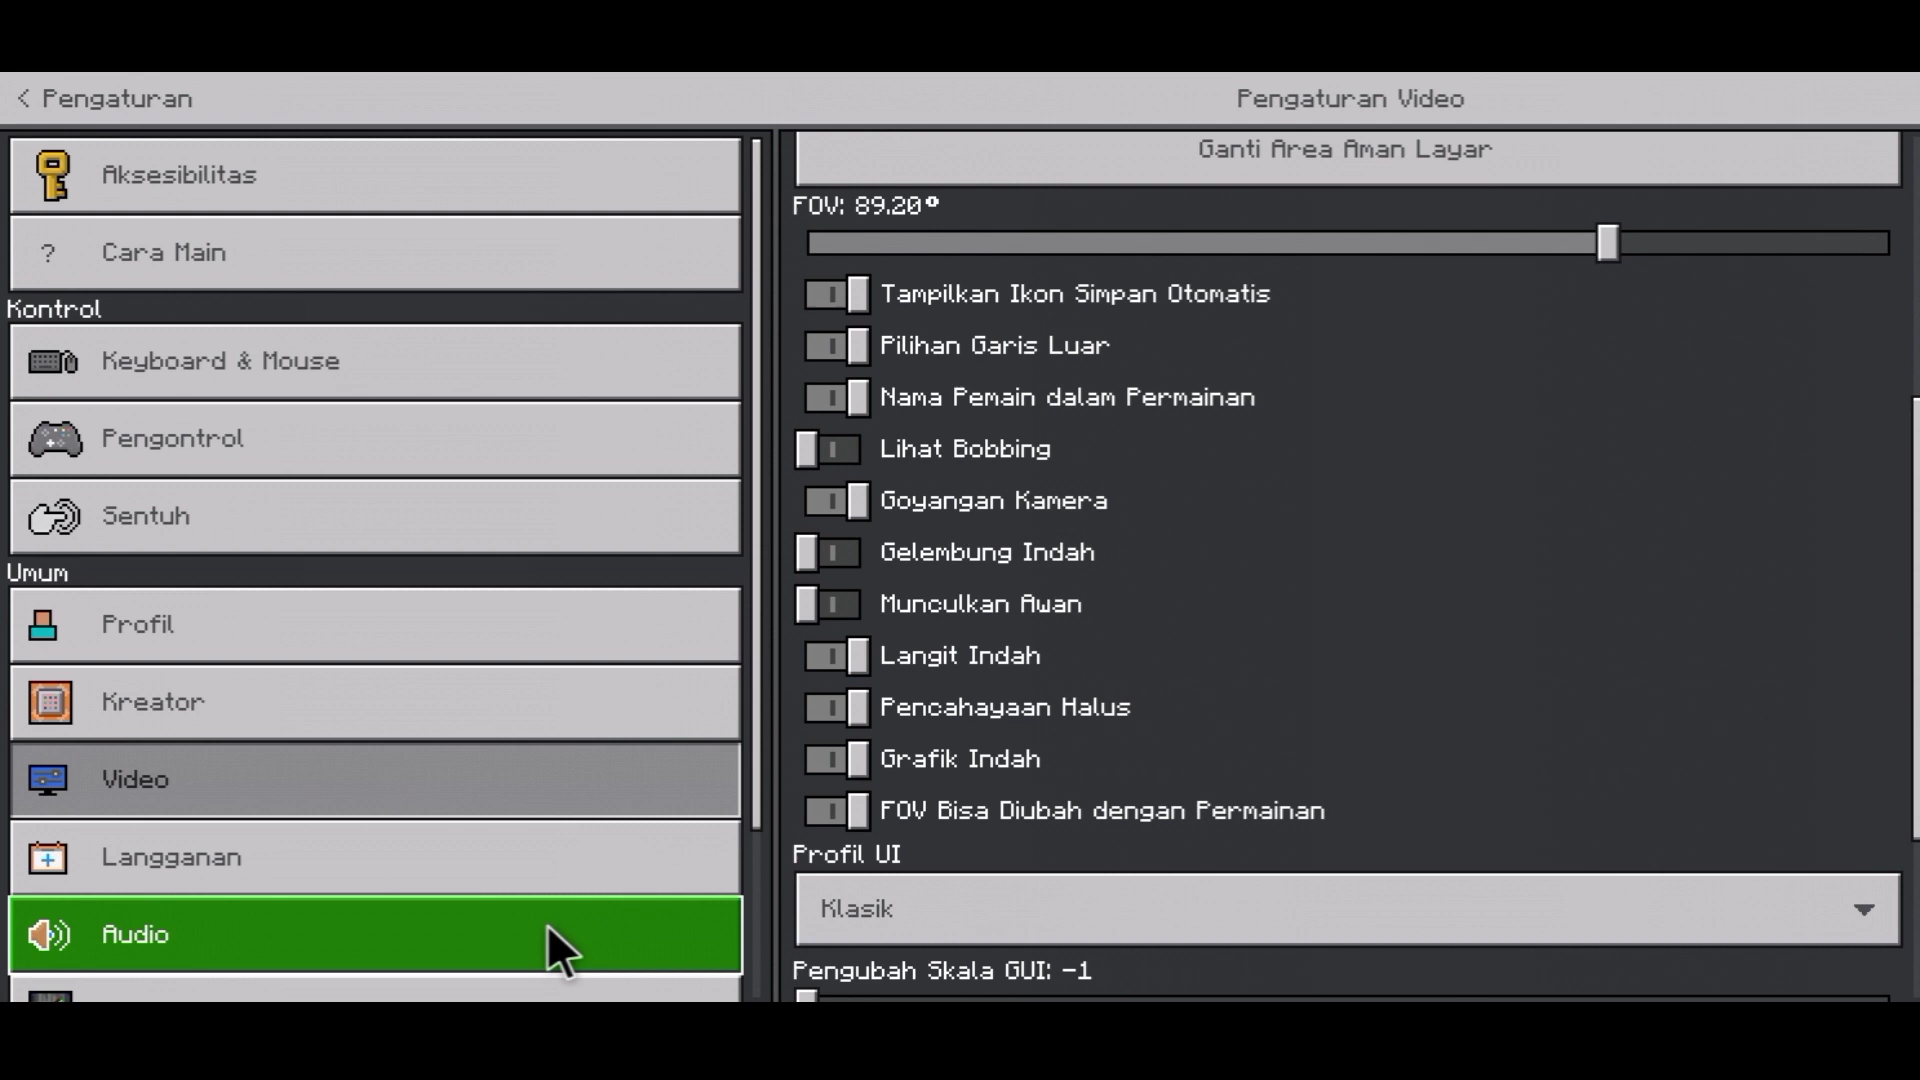 < Pengaturan
Pengaturan Video
Aksesibilitas
? Cara Main
Kontrol
Keyboard & Mouse
Pengontrol
Sentuh
Umum
Profil
Kreator
Video
Langganan
Audio
Ganti Area Aman Layar
FOV: 89.20°
Tampilkan Ikon Simpan Otomatis
Pilihan Garis Luar
Nama Pemain dalam Permainan
Lihat Bobbing
Goyangan Kamera
Gelembung Indah
Munculkan Awan
Langit Indah
Pencahayaan Halus
Grafik Indah
FOV Bisa Diubah dengan Permainan
Profil UI
Klasik
Pengubah Skala GUI: -1